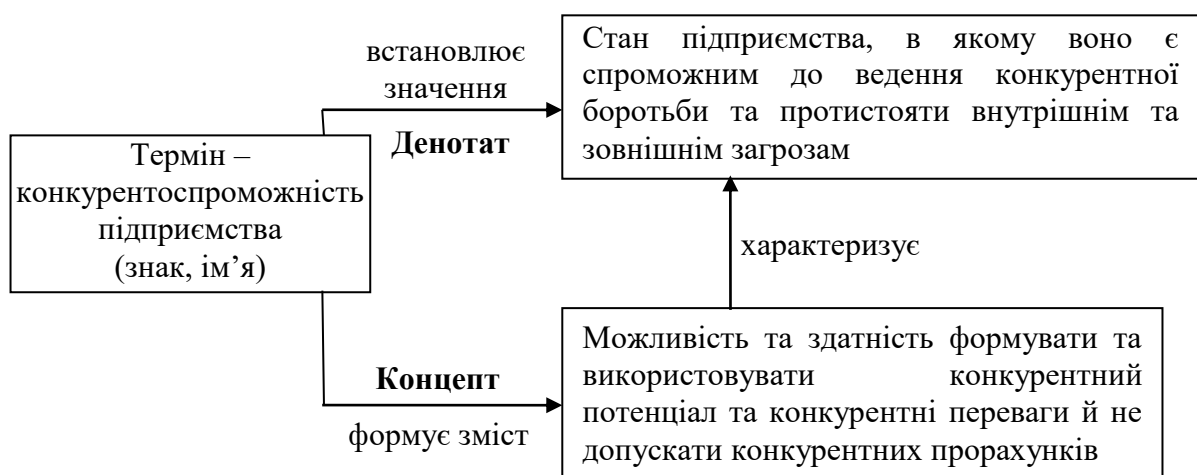 встановлює
значення
Денотат
Стан підприємства, в якому воно є
спроможним до ведення конкурентної
боротьби та протистояти внутрішнім та
зовнішнім загрозам
Термін –
конкурентоспроможність
підприємства
(знак, ім’я)
характеризує
Концепт
формує зміст
Можливість та здатність формувати та
використовувати конкурентний
потенціал та конкурентні переваги й не
допускати конкурентних прорахунків